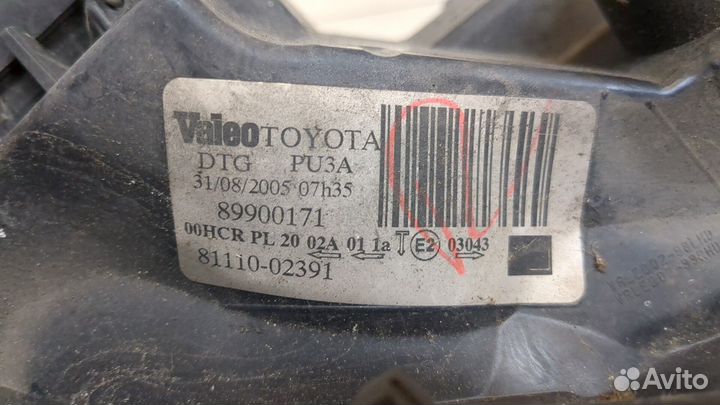 Valeo TOYOTA
DTG PU3A
31/08/2005 07h35
89900171
00HCR PL 20 02A 01 1a E2 03043
81110-02391
Avito